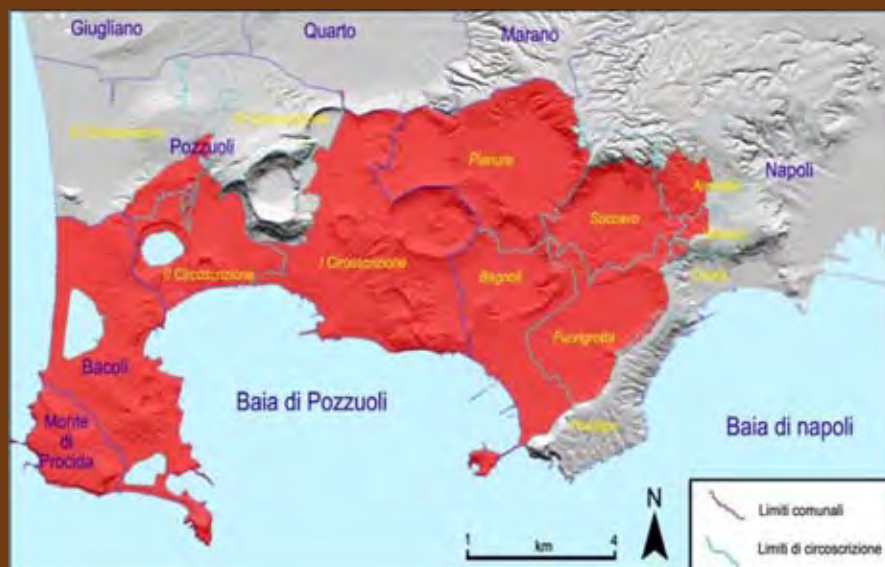 Giugliano
Quarto
Marano
Pozzuoli
Pianura
Napoli
Soccavo
II Circoscrizione
I Circoscrizione
Bagnoli
Fuorigrotta
Bacoli
Monte
di
Procida
Baia di Pozzuoli
Baia di napoli
N
1
4
km
Limiti comunali
Limiti di circoscrizione